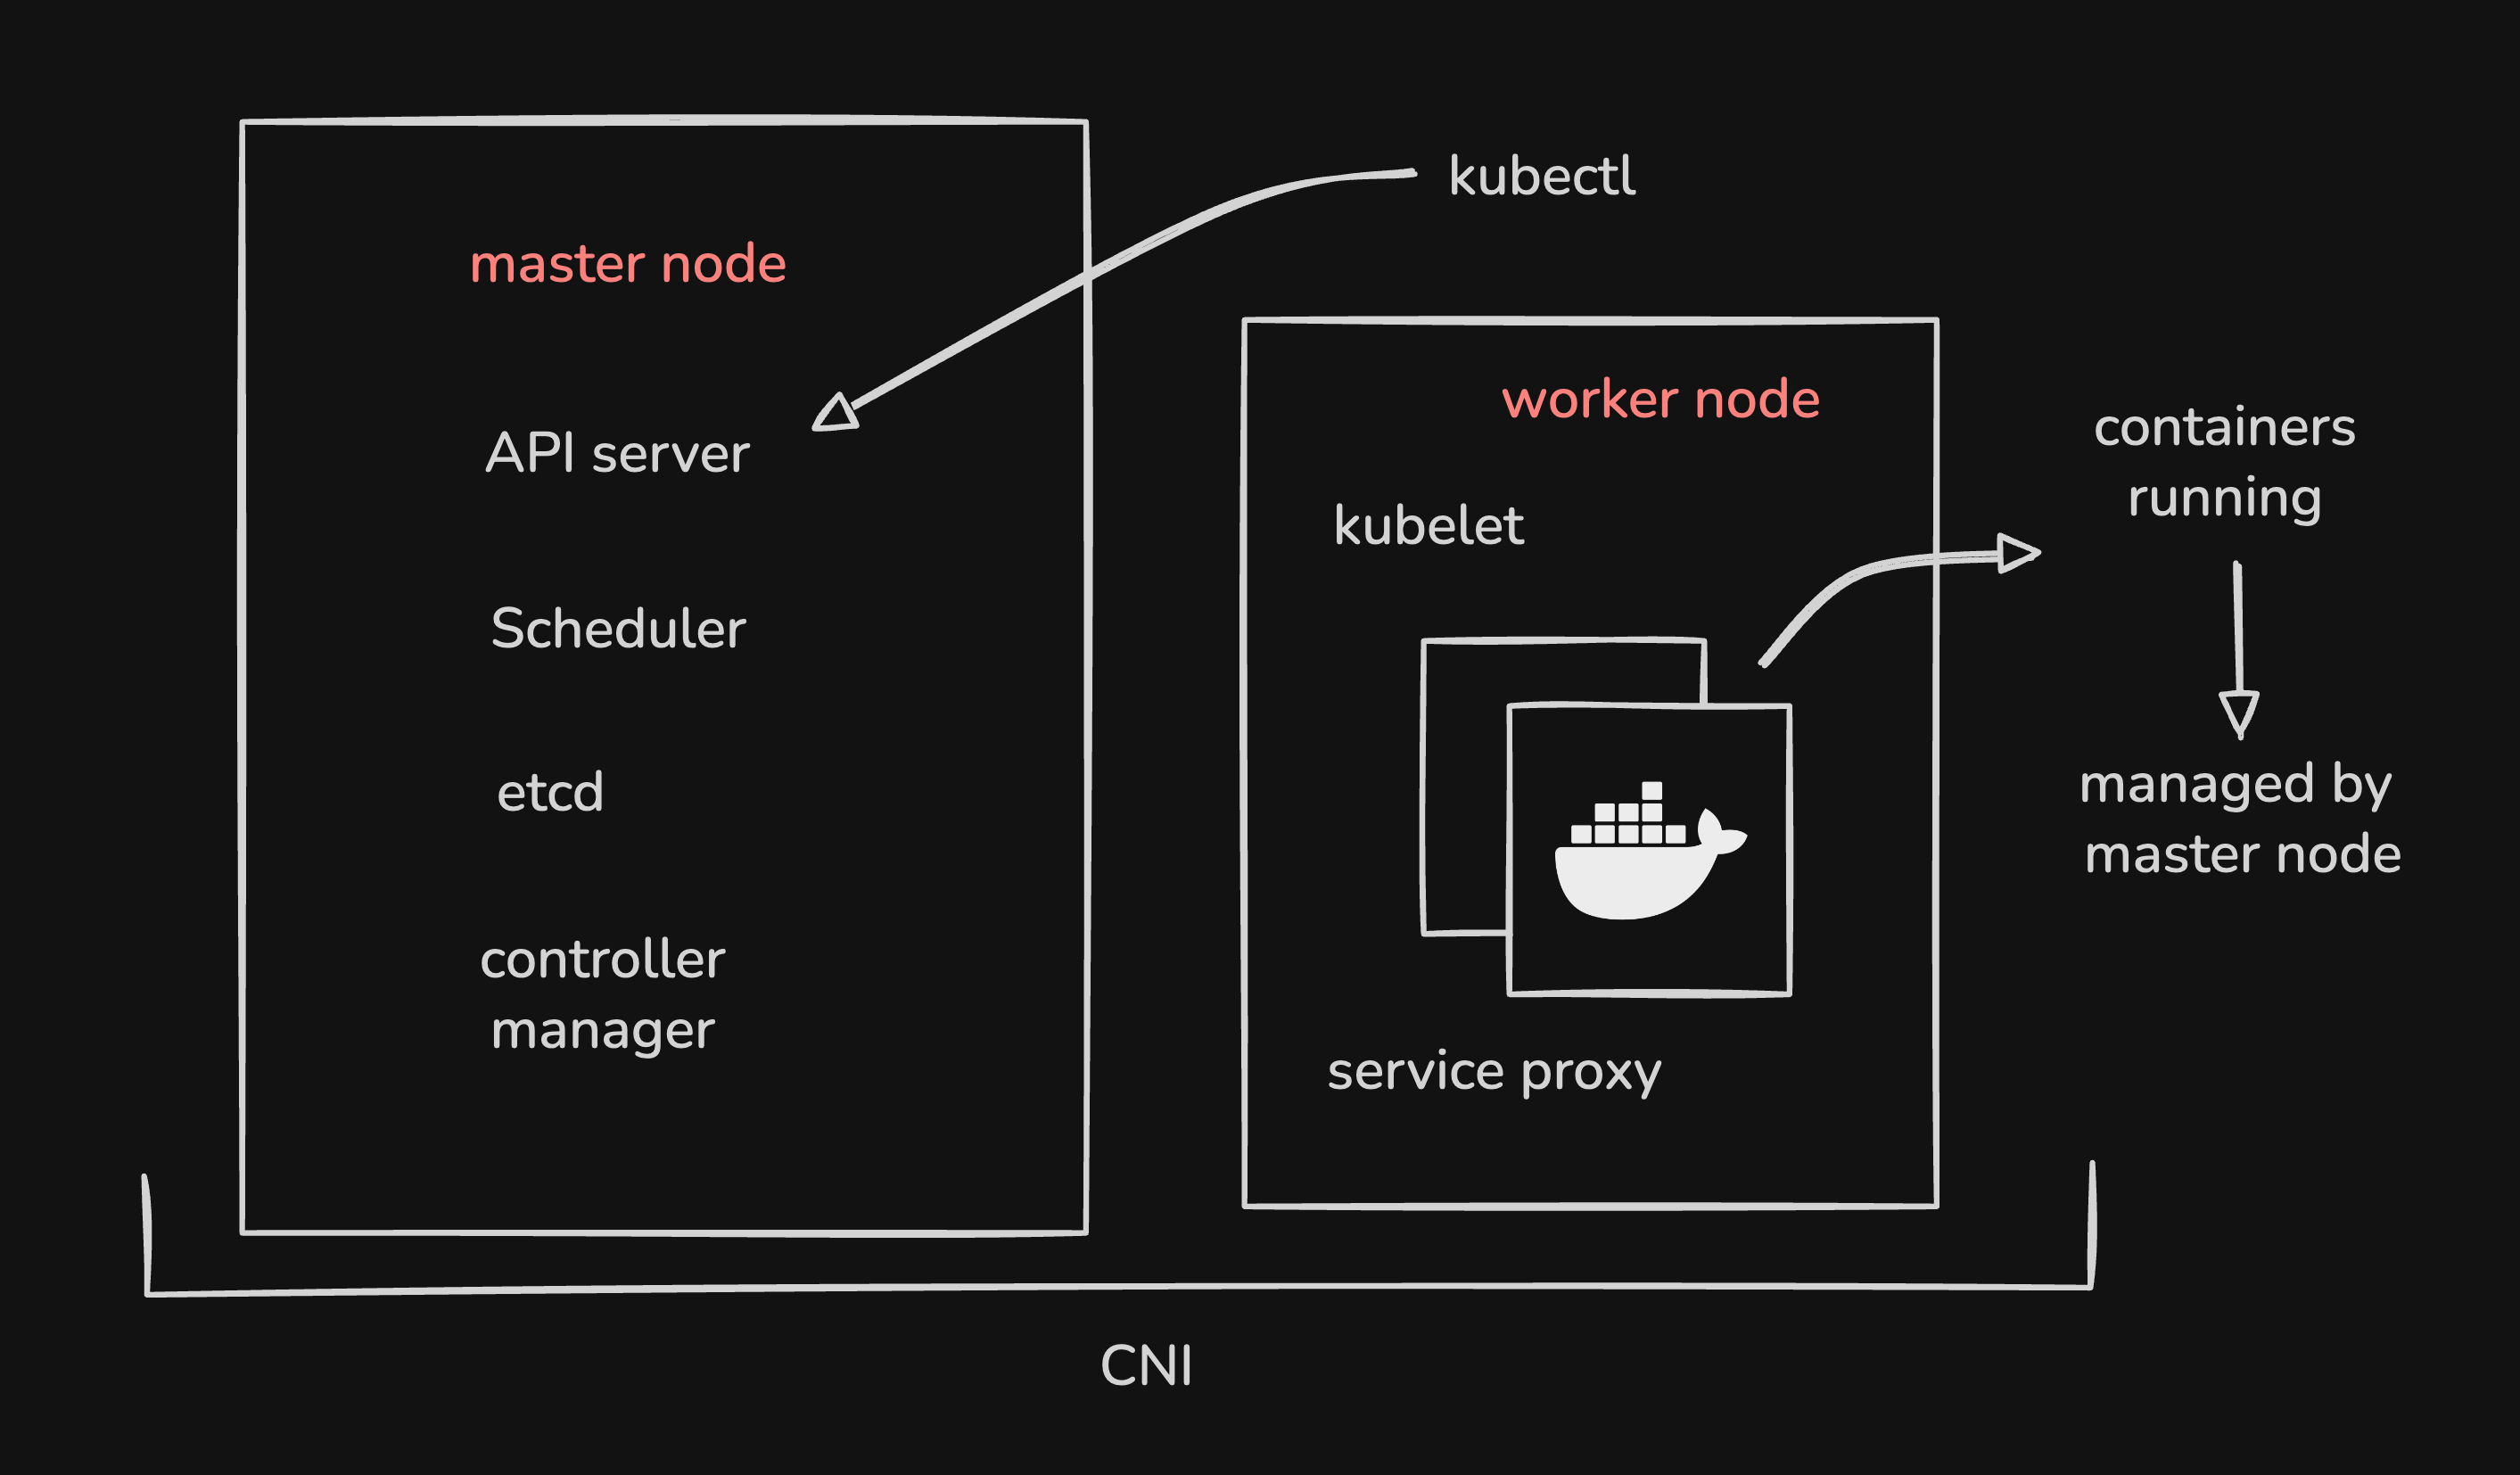 kubectl
master node
API server
Scheduler
etcd
controller
manager
worker node
kubelet
service proxy
containers
running
managed by
master node
CNI